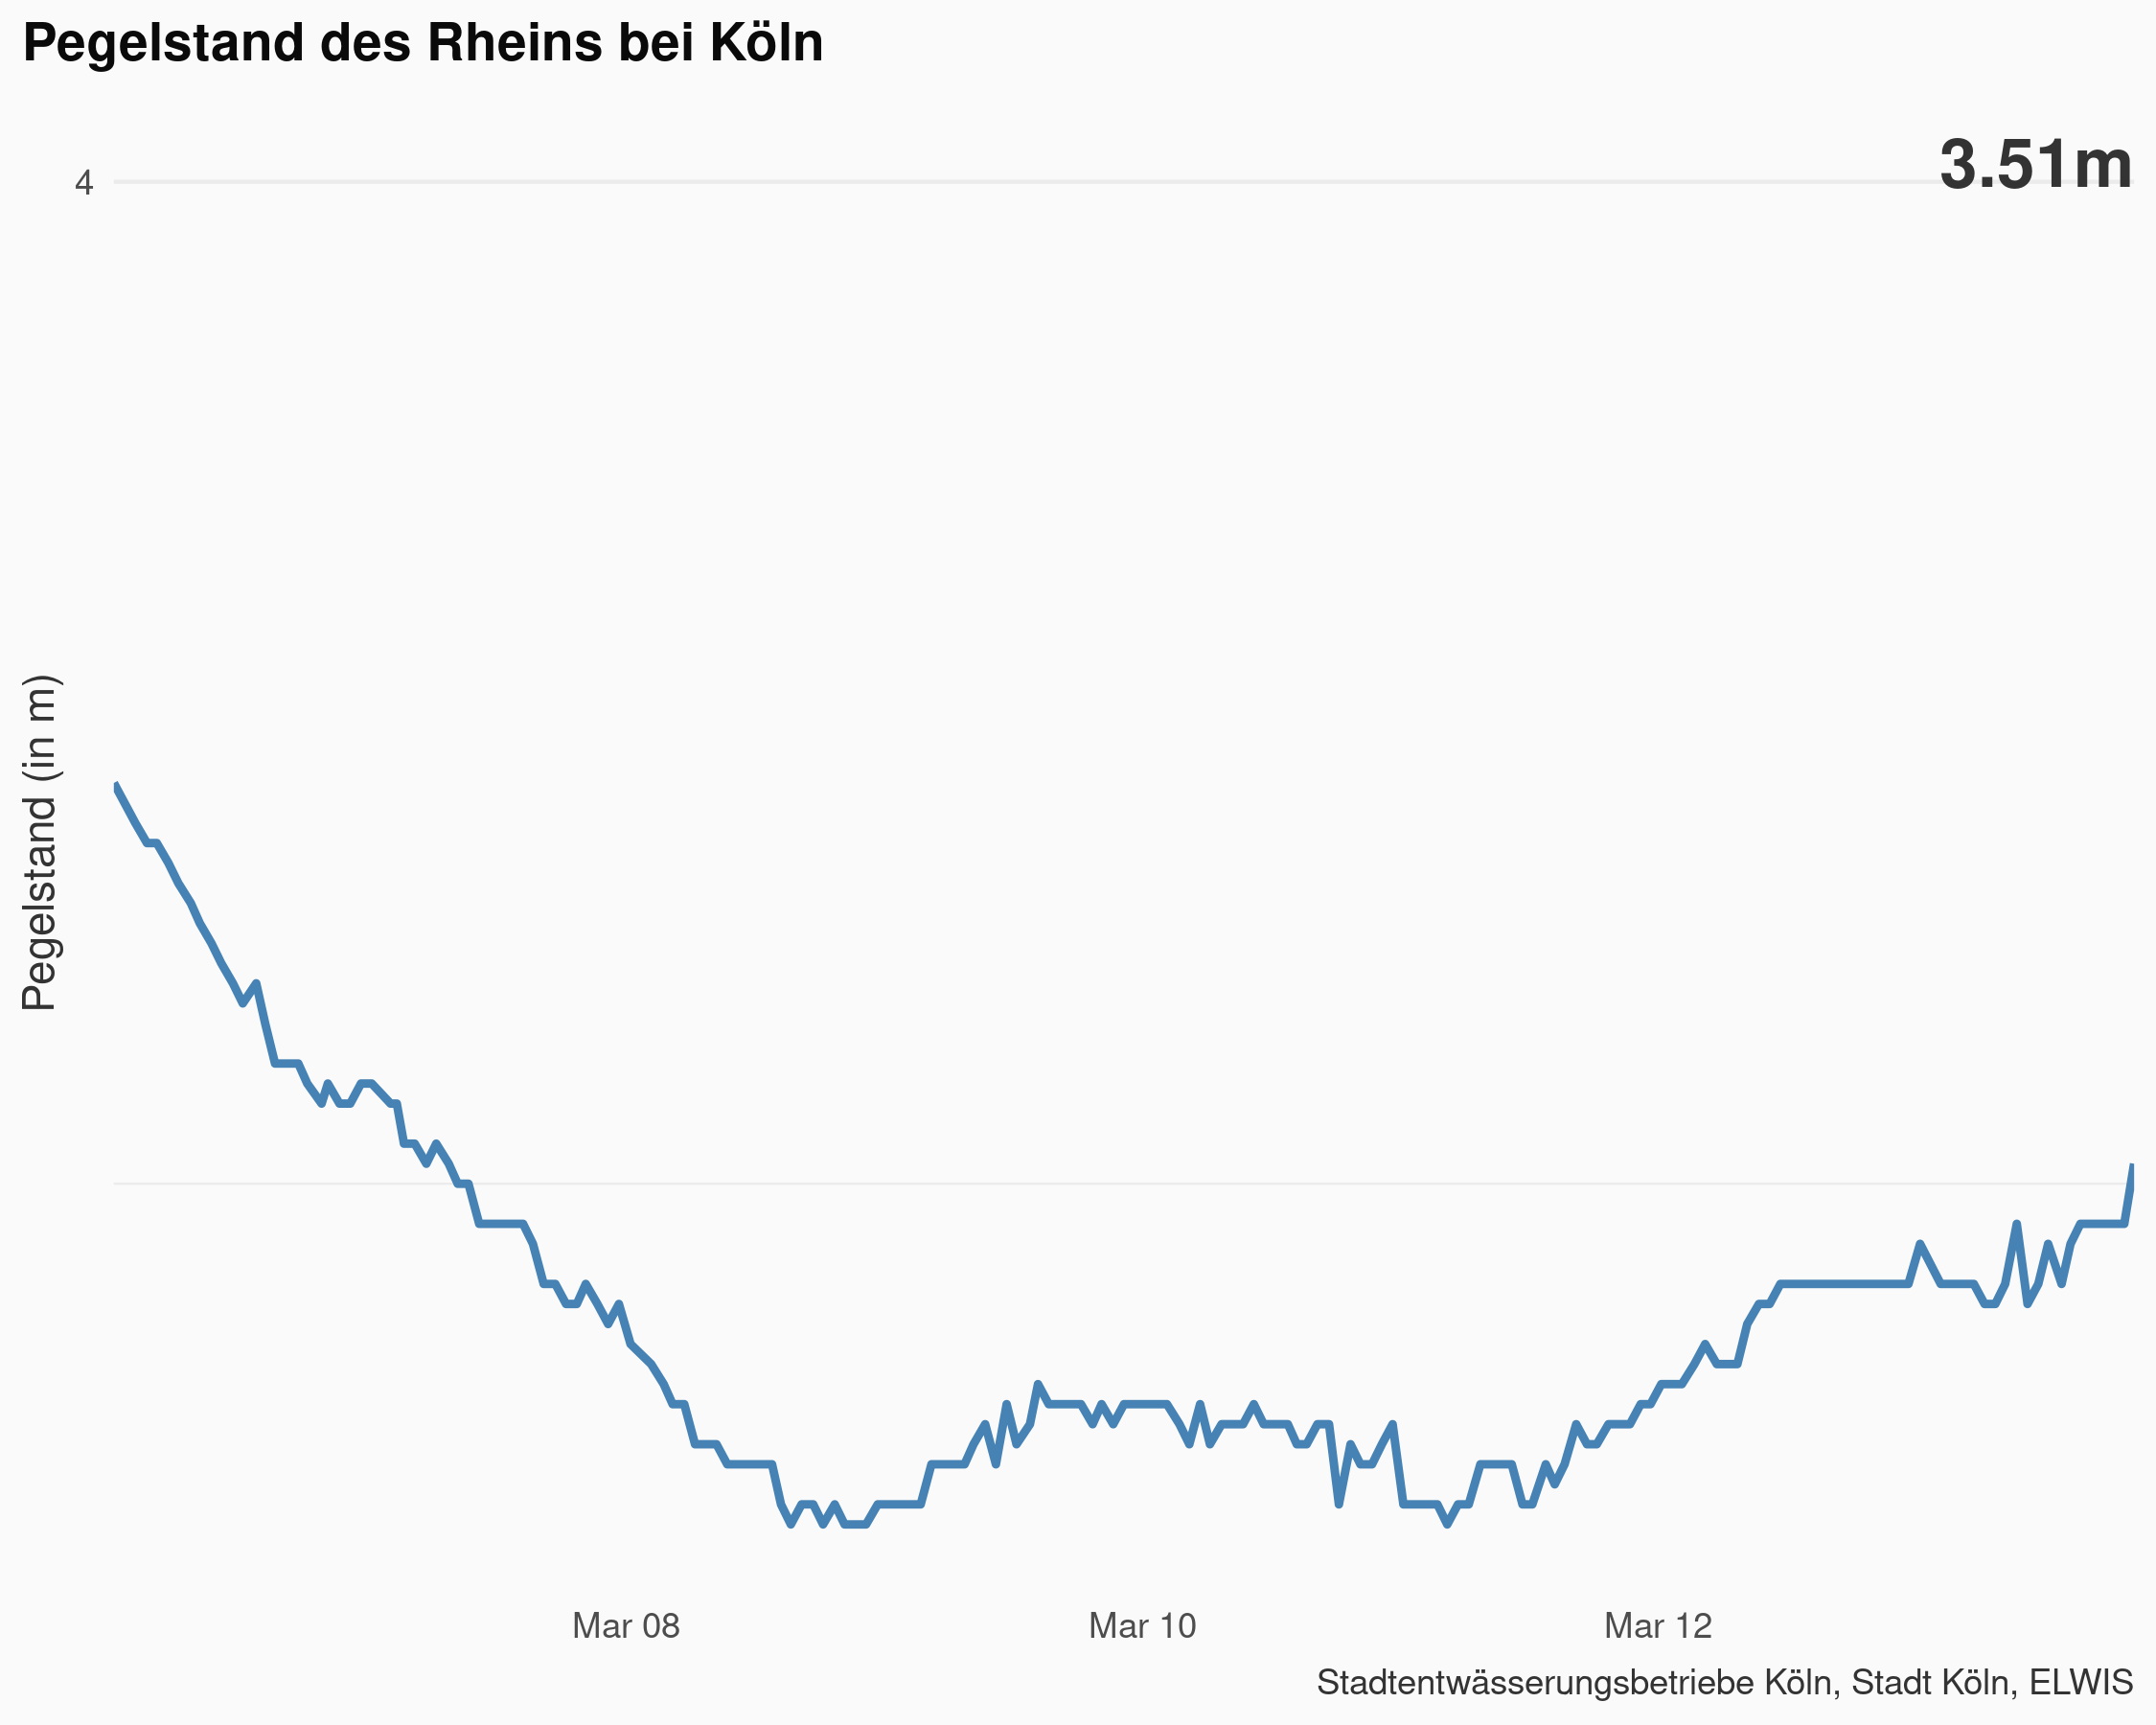 Pegelstand des Rheins bei Köln
3.51m
4
Pegelstand (in m)
Mar 08
Mar 10
Mar 12
Stadtentwässerungsbetriebe Köln, Stadt Köln, ELWIS